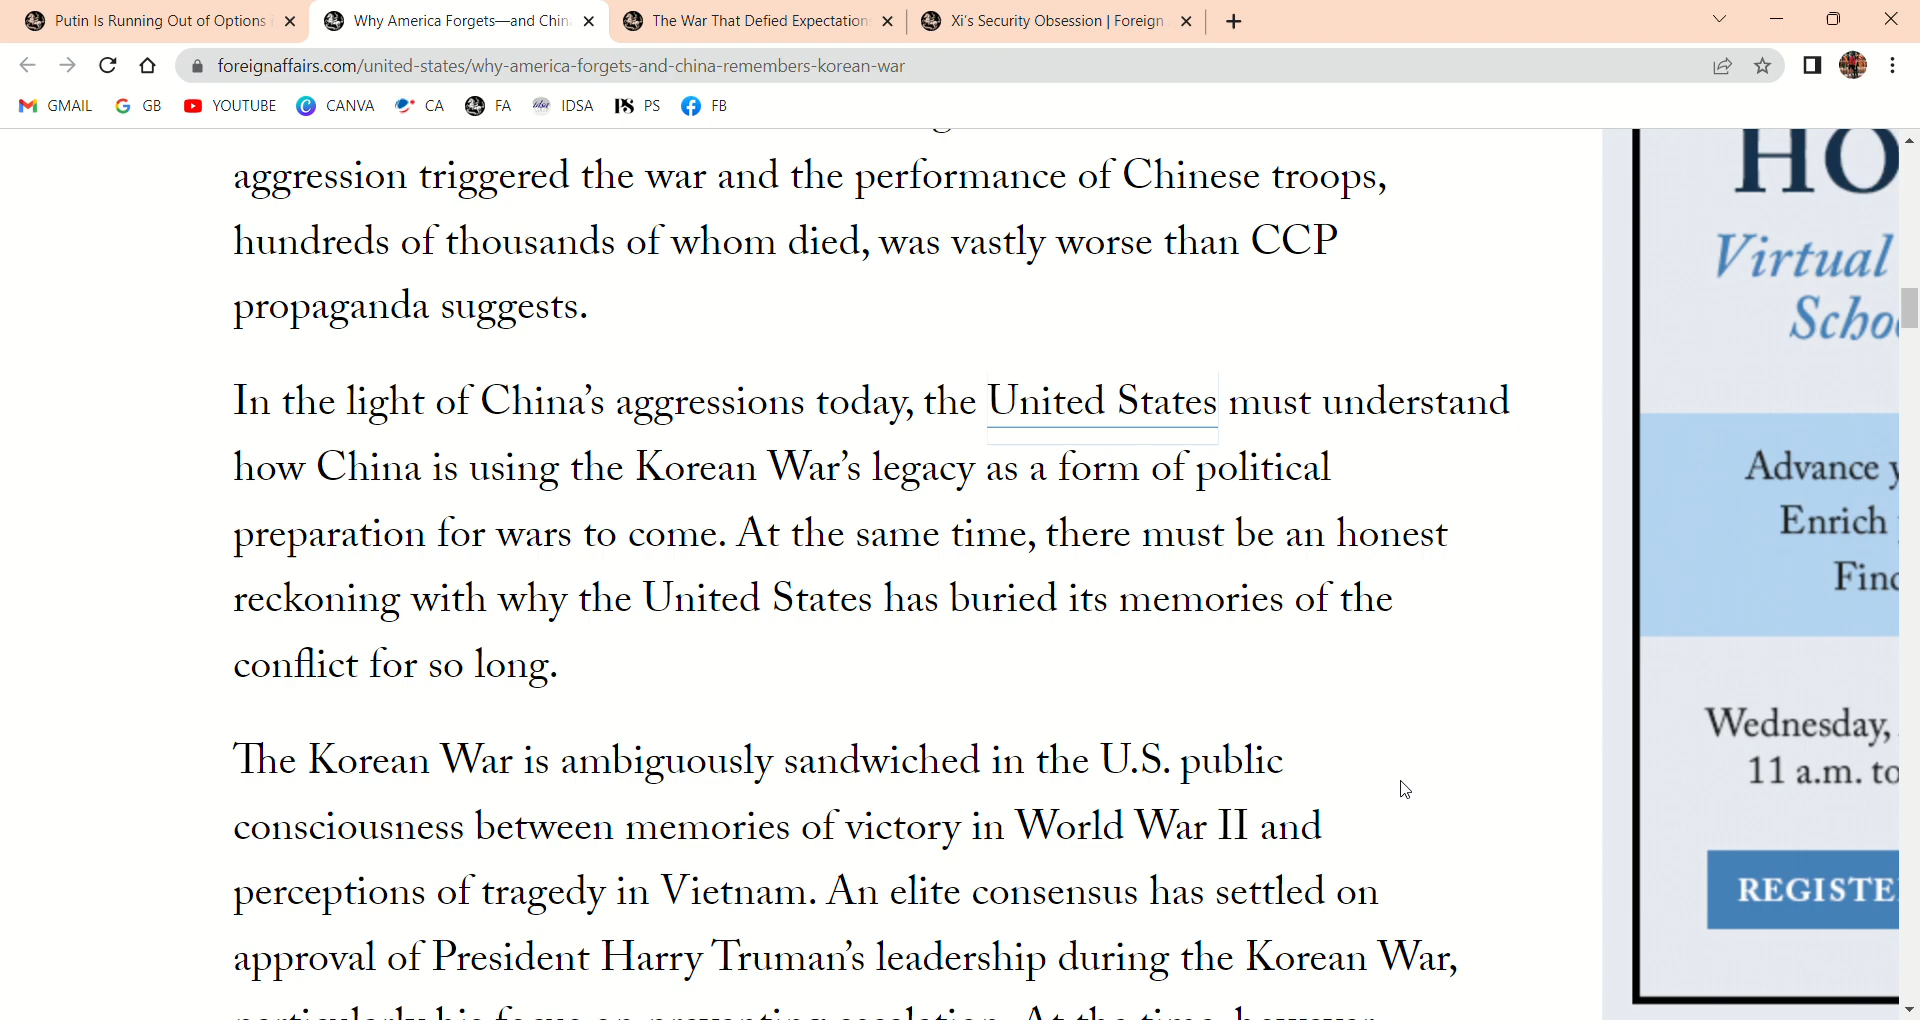 Putin Is Running Out of Options
Why America Forgets—and Chin
The War That Defied Expectation
Xi's Security Obsession | Foreign
foreignaffairs.com/united-states/why-america-forgets-and-china-remembers-korean-war
GMAIL GB YOUTUBE CANVA CA FA IDSA PS PS FB
aggression triggered the war and the performance of Chinese troops,
hundreds of thousands of whom died, was vastly worse than CCP
propaganda suggests.
In the light of China's aggressions today, the United States must understand
how China is using the Korean War's legacy as a form of political
preparation for wars to come. At the same time, there must be an honest
reckoning with why the United States has buried its memories of the
conflict for so long.
The Korean War is ambiguously sandwiched in the U.S. public
consciousness between memories of victory in World War II and
perceptions of tragedy in Vietnam. An elite consensus has settled on
approval of President Harry Truman's leadership during the Korean War,
HO
Virtual
Schoo
Advance y
Enrich
Find
Wednesday,
11 a.m. to
REGISTE